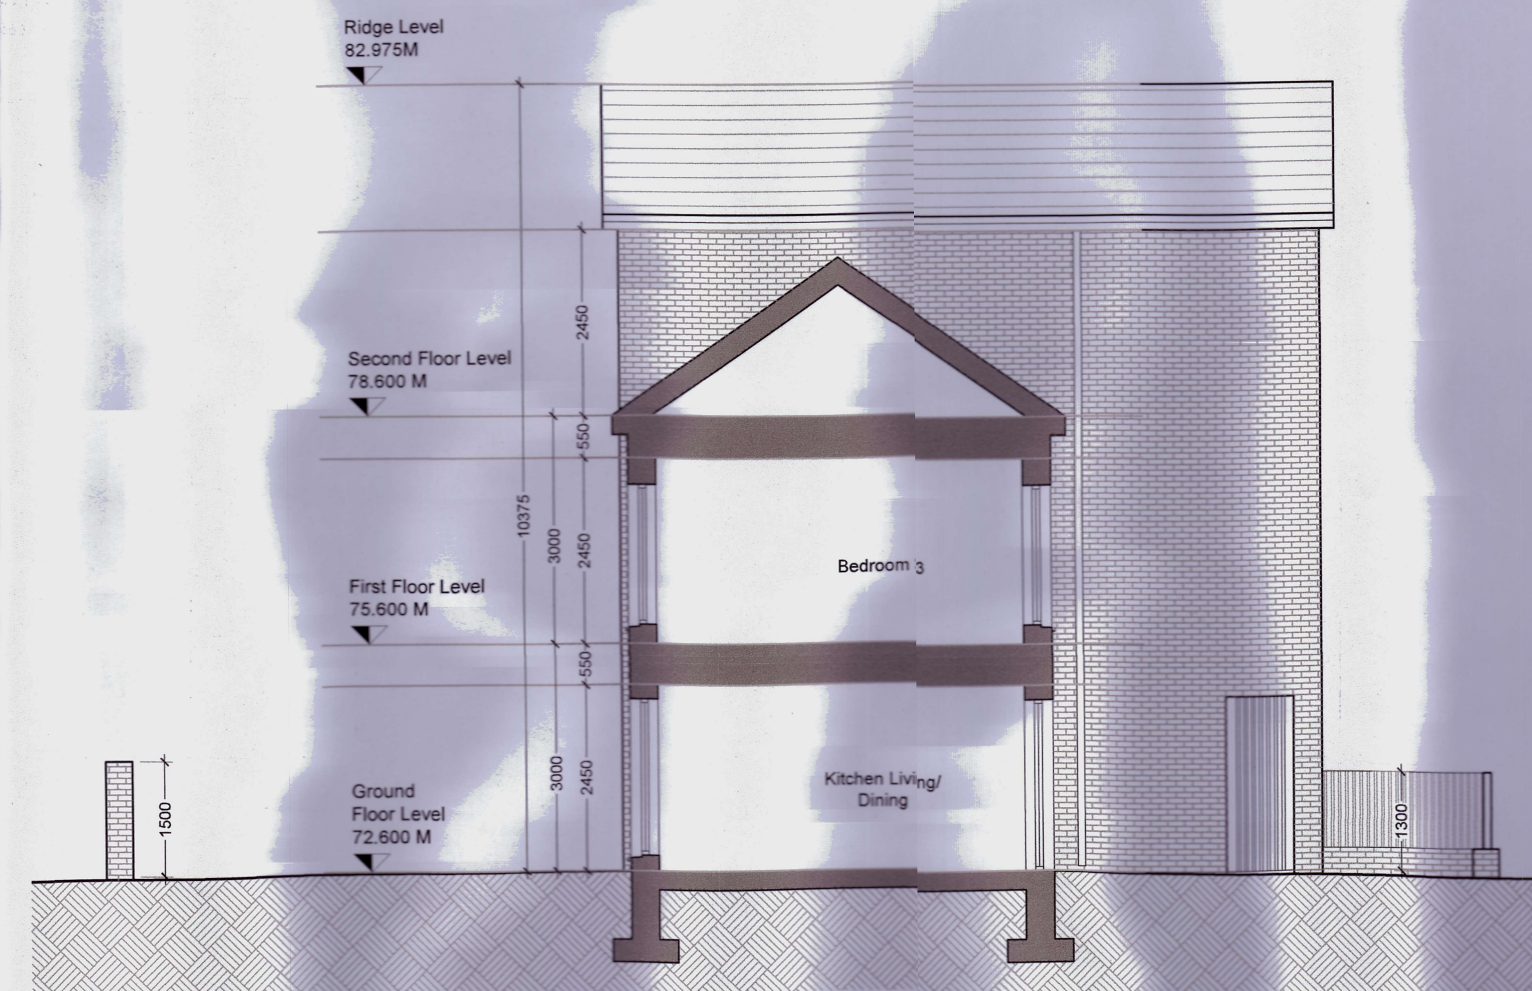 Ridge Level
82.975M
2450
Second Floor Level
78.600 M
550
10375
3000
2450
Bedroom 3
First Floor Level
75.600 M
550
3000
2450
Kitchen Living/
Dining
Ground
Floor Level
72.600 M
1500
1300